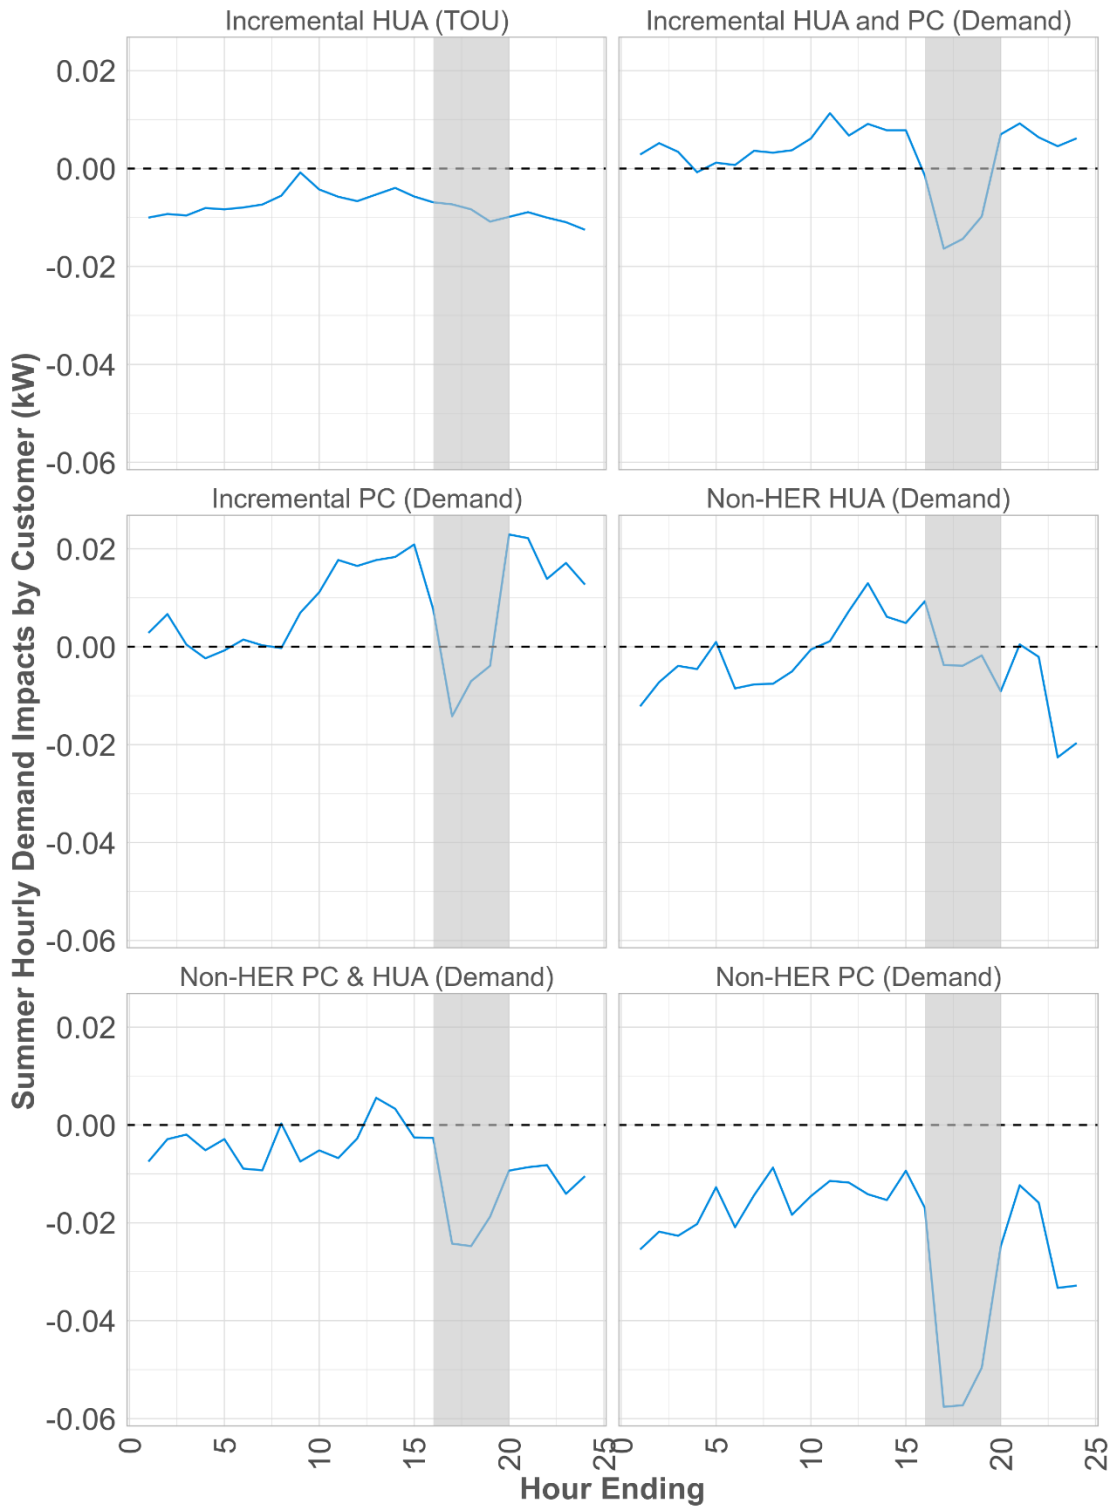 Incremental HUA (TOU)
Incremental HUA and PC (Demand)
0.02
0.00
-0.02
-0.04
-0.06
Incremental PC (Demand)
Non-HER HUA (Demand)
0.02
0.00
-0.02
-0.04
-0.06
Non-HER PC & HUA (Demand)
Non-HER PC (Demand)
0.02
0.00
-0.02
-0.04
-0.06
0 5 10 15 20 25
0 5 10 15 20 25
Hour Ending
Summer Hourly Demand Impacts by Customer (kW)